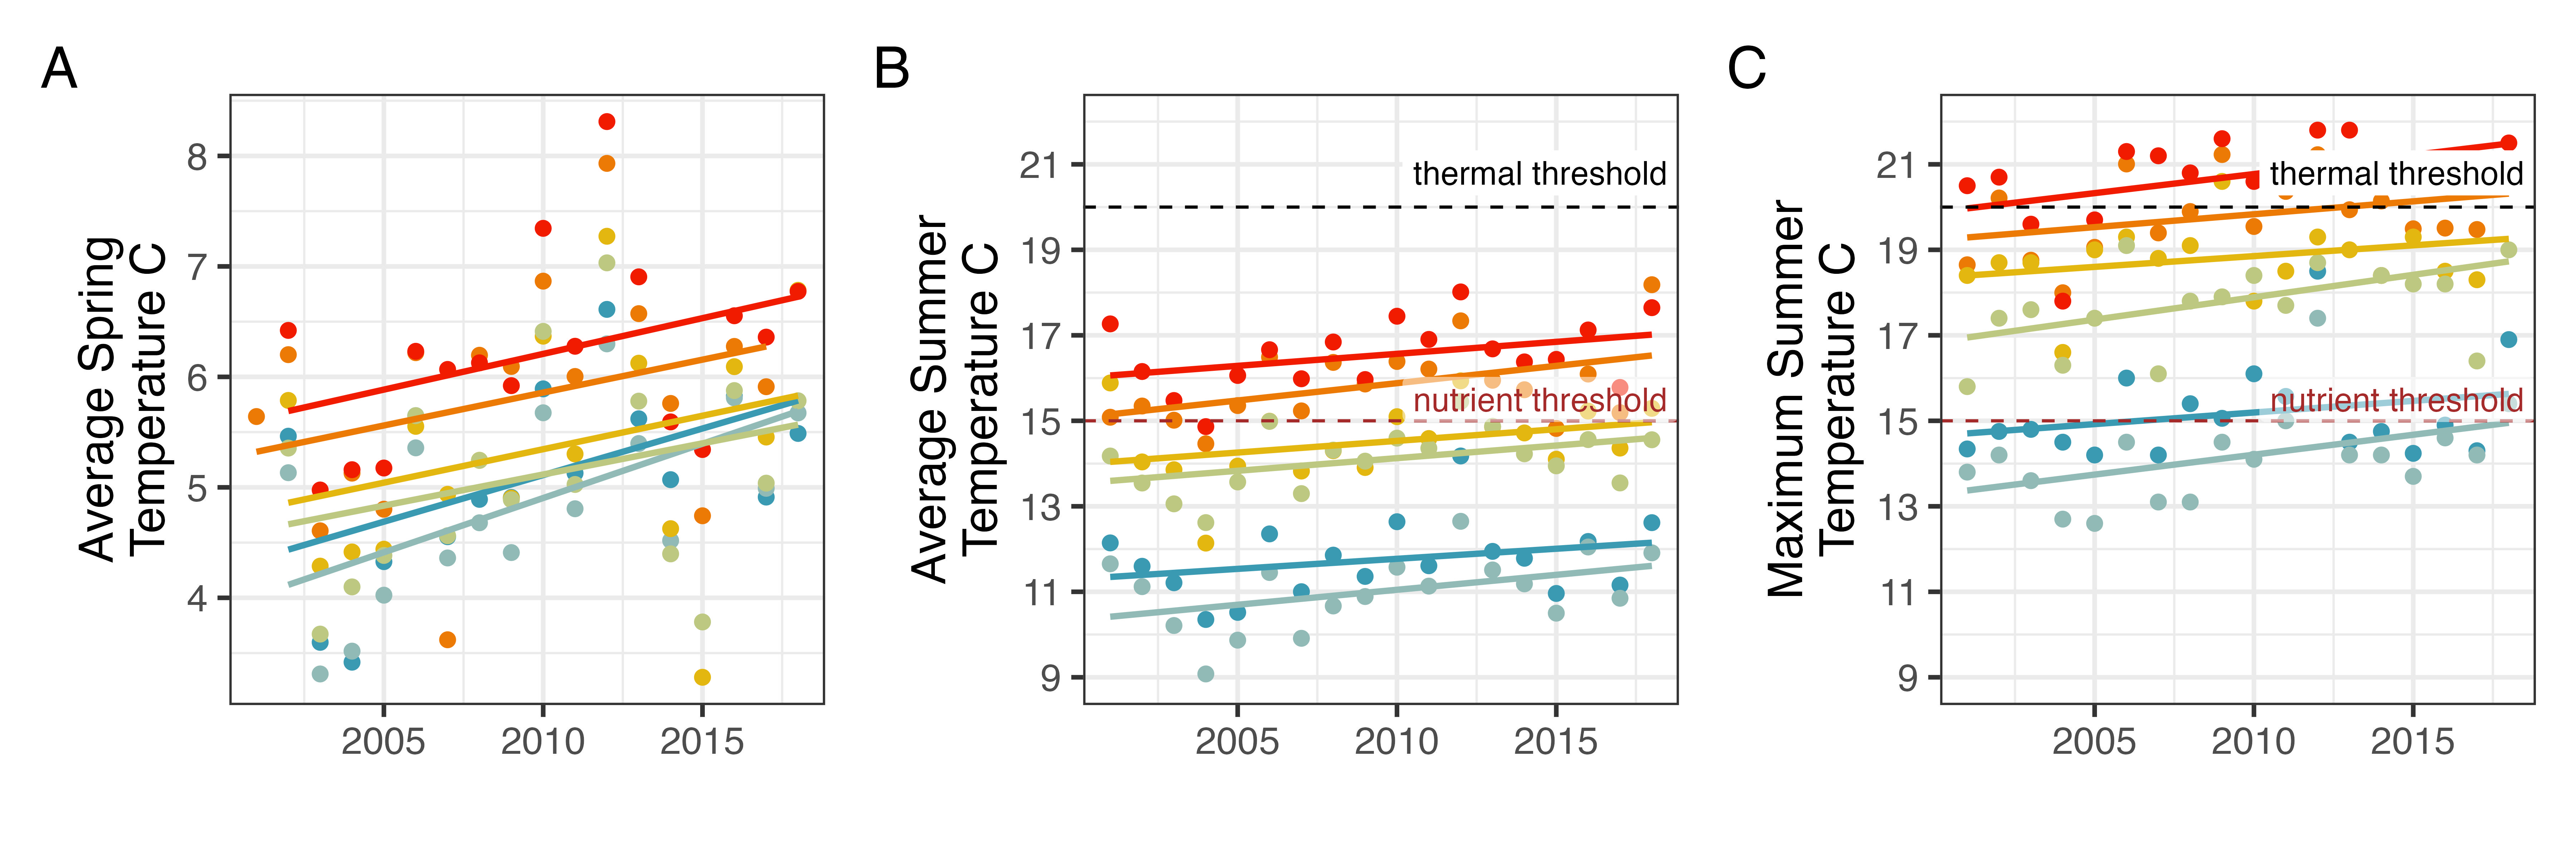 A
Average Spring
Temperature C
8
7
6
5
4
2005 2010 2015
B
Average Summer
Temperature C
21
19
17
15
13
11
9
thermal threshold
nutrient threshold
2005 2010 2015
C
Maximum Summer
Temperature C
21
19
17
15
13
11
9
thermal threshold
nutrient threshold
2005 2010 2015